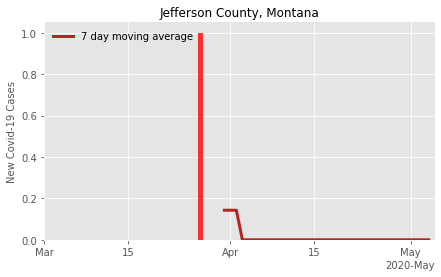 Jefferson County, Montana
7 day moving average
New Covid-19 Cases
1.0
0.8
0.6
0.4
0.2
0.0
Mar 15 Apr 15 May
2020-May